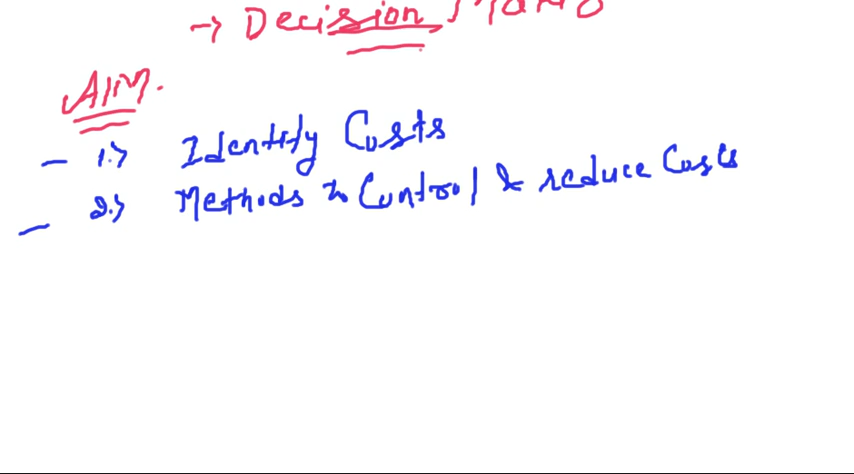 → Decision
AIM.
– 1.) Identify Costs
– 2.) Methods to Control & reduce Costs